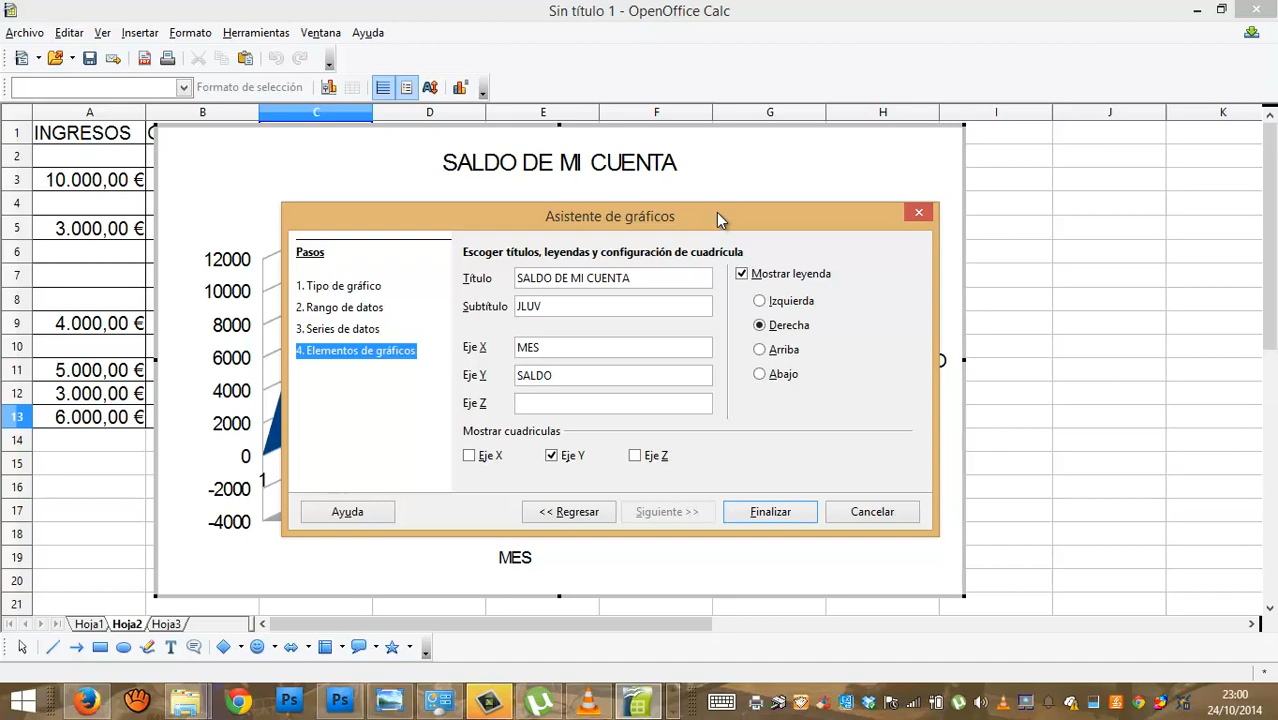 Sin título 1 - OpenOffice Calc
Archivo Editar Ver Insertar Formato Herramientas Ventana Ayuda
Formato de selección
A B C D E F G H I J K
1 INGRESOS
2
3 10.000,00 €
4
5 3.000,00 €
6
7
8
9 4.000,00 €
10
11 5.000,00 €
12 3.000,00 €
13 6.000,00 €
14
15
16
17
18
19
20
21
SALDO DE MI CUENTA
12000
10000
8000
6000
4000
2000
0
-2000
-4000
1
MES
Asistente de gráficos
Pasos
1. Tipo de gráfico
2. Rango de datos
3. Series de datos
4. Elementos de gráficos
Escoger títulos, leyendas y configuración de cuadrícula
Título SALDO DE MI CUENTA
Subtítulo JLUV
Eje X MES
Eje Y SALDO
Eje Z
Mostrar leyenda
Izquierda
Derecha
Arriba
Abajo
Mostrar cuadriculas
Eje X Eje Y Eje Z
Ayuda << Regresar Siguiente >> Finalizar Cancelar
Hoja1 Hoja2 Hoja3
23:00
24/10/2014